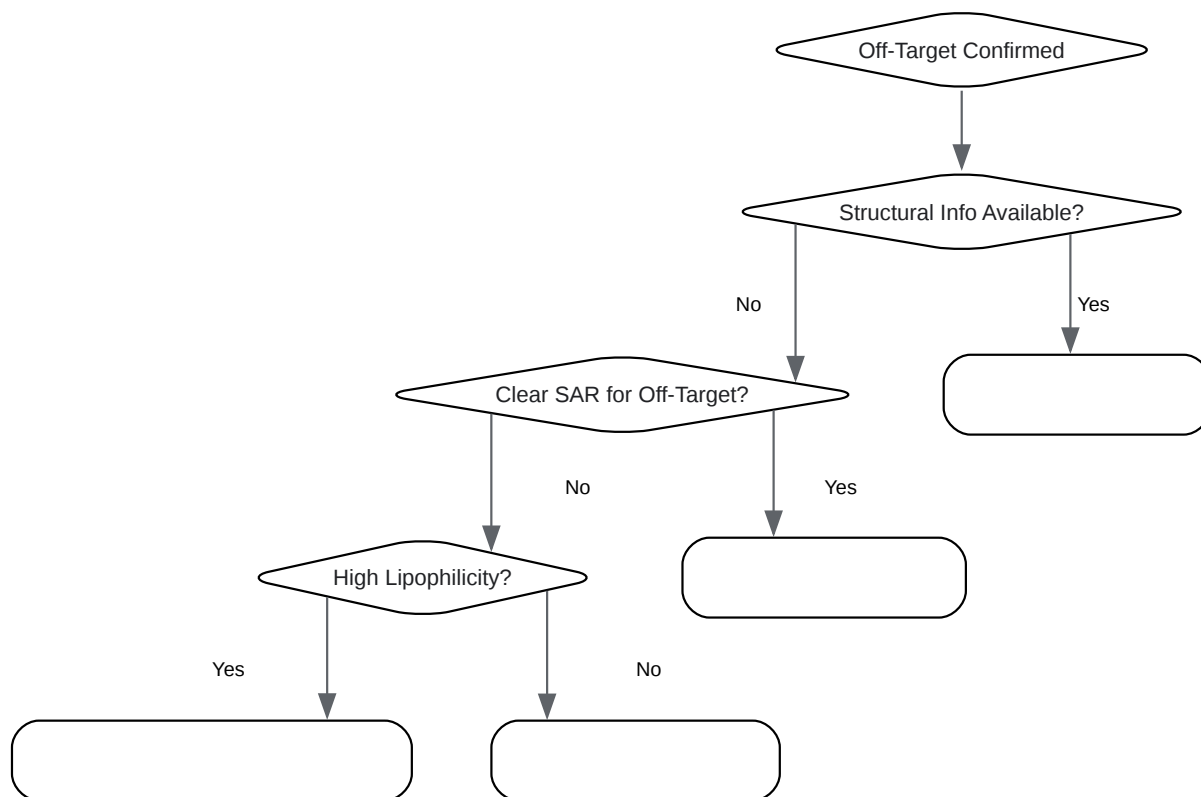 Off-Target Confirmed
Structural Info Available?
No
Yes
Clear SAR for Off-Target?
No
Yes
High Lipophilicity?
Yes
No